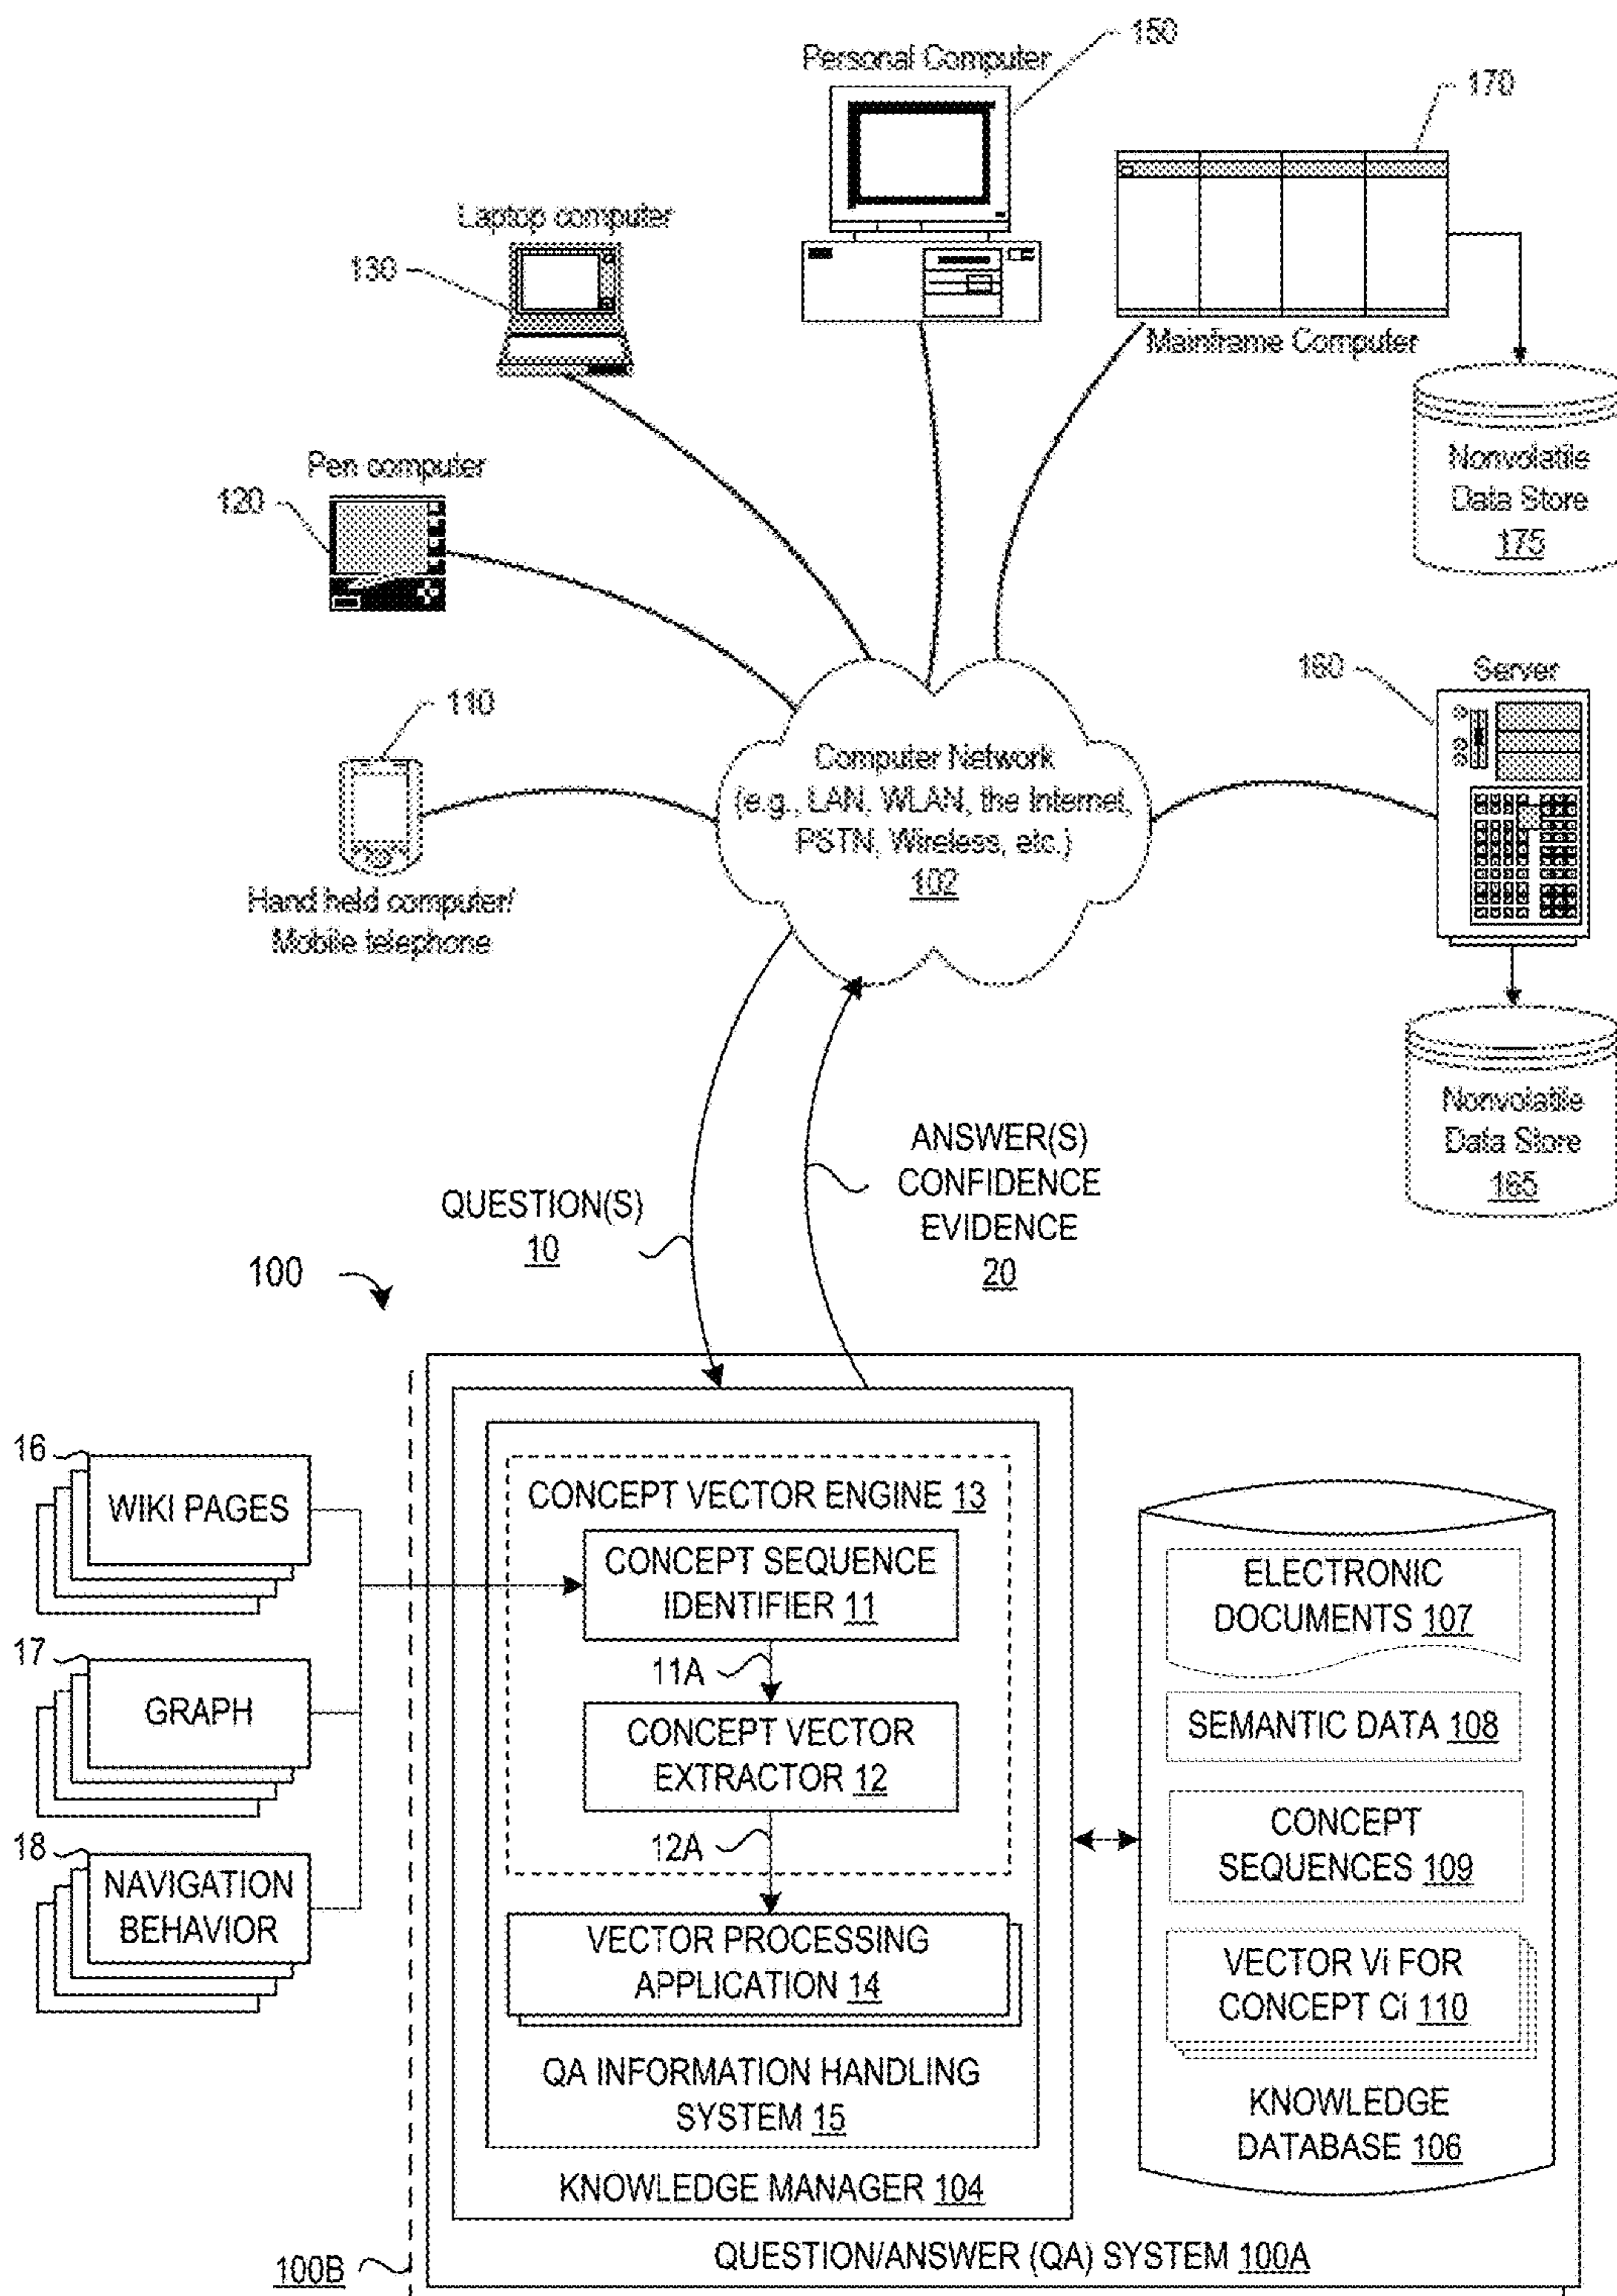 150
Personal Computer
170
Laptop computer
130
Mainframe Computer
Pen computer
120
Nonvolatile
Data Store
175
110
160
Server
Computer Network
(e.g., LAN, WLAN, the Internet,
PSTN, Wireless, etc.)
102
Hand held computer/
Mobile telephone
Nonvolatile
Data Store
165
QUESTION(S)
10
ANSWER(S)
CONFIDENCE
EVIDENCE
20
100
16
WIKI PAGES
17
GRAPH
18
NAVIGATION
BEHAVIOR
CONCEPT VECTOR ENGINE 13
CONCEPT SEQUENCE
IDENTIFIER 11
11A
CONCEPT VECTOR
EXTRACTOR 12
12A
VECTOR PROCESSING
APPLICATION 14
QA INFORMATION HANDLING
SYSTEM 15
KNOWLEDGE MANAGER 104
ELECTRONIC
DOCUMENTS 107
SEMANTIC DATA 108
CONCEPT
SEQUENCES 109
VECTOR Vi FOR
CONCEPT Ci 110
KNOWLEDGE
DATABASE 106
100B
QUESTION/ANSWER (QA) SYSTEM 100A